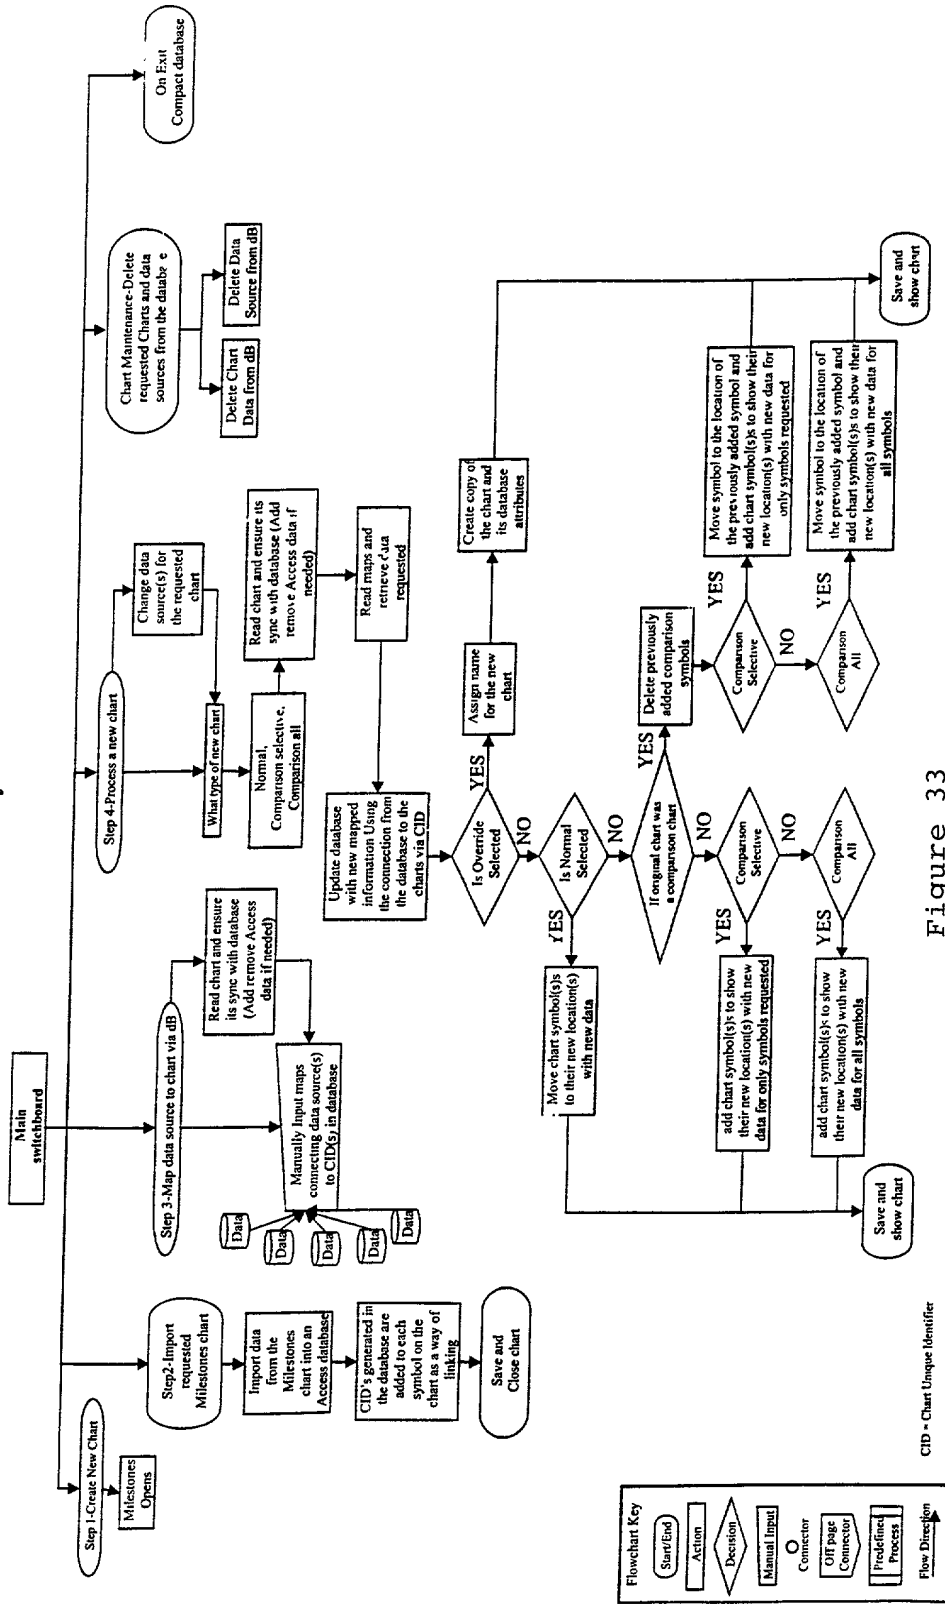 Main
switchboard
Step 1-Create New Chart
Milestones
Opens
Step2-Import
requested
Milestones chart
Import data
from the
Milestones
chart into an
Access database
CID's generated in
the database are
added to each
symbol on the
chart as a way of
linking
Save and
Close chart
Step 3-Map data source to chart via dB
Read chart and ensure
its sync with database
(Add remove Access
data if needed)
Manually Input maps
connecting data source(s)
to CID(s) in database
Data
Data
Data
Data
Data
Step 4-Process a new chart
Change data
source(s) for
the requested
chart
What type of new chart
Normal,
Comparison selective,
Comparison all
Read chart and ensure its
sync with database (Add
remove Access data if
needed)
Read maps and
retrieve data
requested
Update database
with new mapped
information Using
the connection from
the database to the
charts via CID
Chart Maintenance-Delete
requested Charts and data
sources from the databa e
Delete Chart
Data from dB
Delete Data
Source from dB
On Exit
Compact database
Is Override
Selected
YES
Assign name
for the new
chart
Create copy of
the chart and
its database
attributes
NO
Is Normal
Selected
YES
Move chart symbol(s)s
to their new location(s)
with new data
NO
If original chart was
a comparison chart
YES
Delete previously
added comparison
symbols
NO
Comparison
Selective
YES
add chart symbol(s)s to show
their new location(s) with new
data for only symbols requested
NO
Comparison
All
YES
add chart symbol(s)s to show
their new location(s) with new
data for all symbols
Save and
show chart
Comparison
Selective
YES
Move symbol to the location of
the previously added symbol and
add chart symbol(s)s to show their
new location(s) with new data for
only symbols requested
NO
Comparison
All
YES
Move symbol to the location of
the previously added symbol and
add chart symbol(s)s to show their
new location(s) with new data for
all symbols
Save and
show chart
Flowchart Key
Start/End
Action
Decision
Manual Input
Connector
Off page
Connector
Predefined
Process
Flow Direction
CID = Chart Unique Identifier
Figure 33